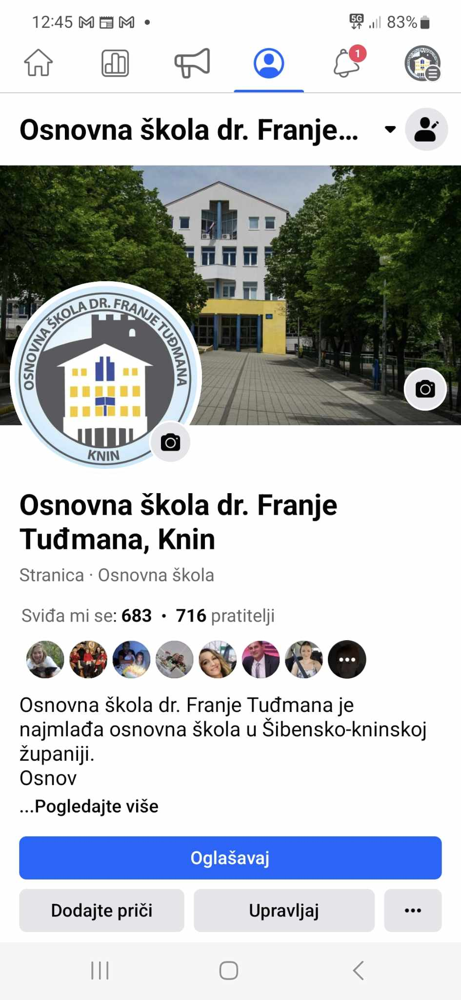 12:45
5G
83%
1
Osnovna škola dr. Franje...
OSNOVNA ŠKOLA DR. FRANJE TUĐMANA
KNIN
Osnovna škola dr. Franje
Tuđmana, Knin
Stranica · Osnovna škola
Sviđa mi se: 683 • 716 pratitelji
Osnovna škola dr. Franje Tuđmana je
najmlađa osnovna škola u Šibensko-kninskoj
županiji.
Osnov
...Pogledajte više
Oglašavaj
Dodajte priči
Upravljaj